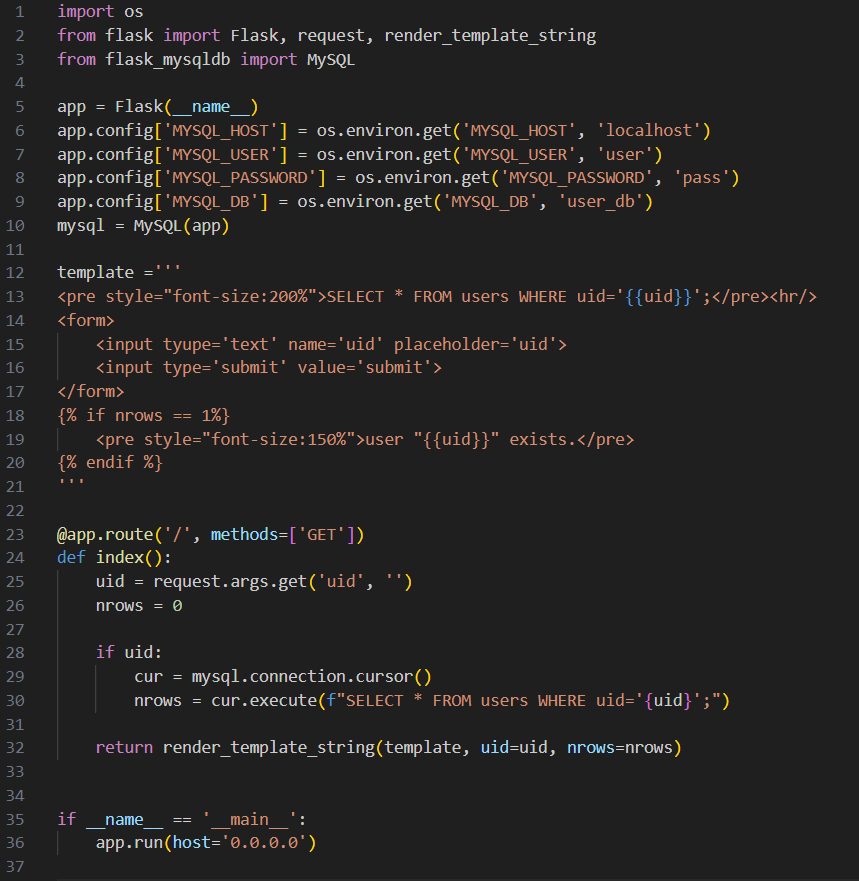 1 import os
2 from flask import Flask, request, render_template_string
3 from flask_mysqldb import MySQL
4
5 app = Flask(__name__)
6 app.config['MYSQL_HOST'] = os.environ.get('MYSQL_HOST', 'localhost')
7 app.config['MYSQL_USER'] = os.environ.get('MYSQL_USER', 'user')
8 app.config['MYSQL_PASSWORD'] = os.environ.get('MYSQL_PASSWORD', 'pass')
9 app.config['MYSQL_DB'] = os.environ.get('MYSQL_DB', 'user_db')
10 mysql = MySQL(app)
11
12 template ='''
13 <pre style="font-size:200%">SELECT * FROM users WHERE uid='{{uid}}';</pre><hr/>
14 <form>
15     <input tyupe='text' name='uid' placeholder='uid'>
16     <input type='submit' value='submit'>
17 </form>
18 {% if nrows == 1%}
19     <pre style="font-size:150%">user "{{uid}}" exists.</pre>
20 {% endif %}
21 '''
22
23 @app.route('/', methods=['GET'])
24 def index():
25     uid = request.args.get('uid', '')
26     nrows = 0
27
28     if uid:
29         cur = mysql.connection.cursor()
30         nrows = cur.execute(f"SELECT * FROM users WHERE uid='{uid}';")
31
32     return render_template_string(template, uid=uid, nrows=nrows)
33
34
35 if __name__ == '__main__':
36     app.run(host='0.0.0.0')
37